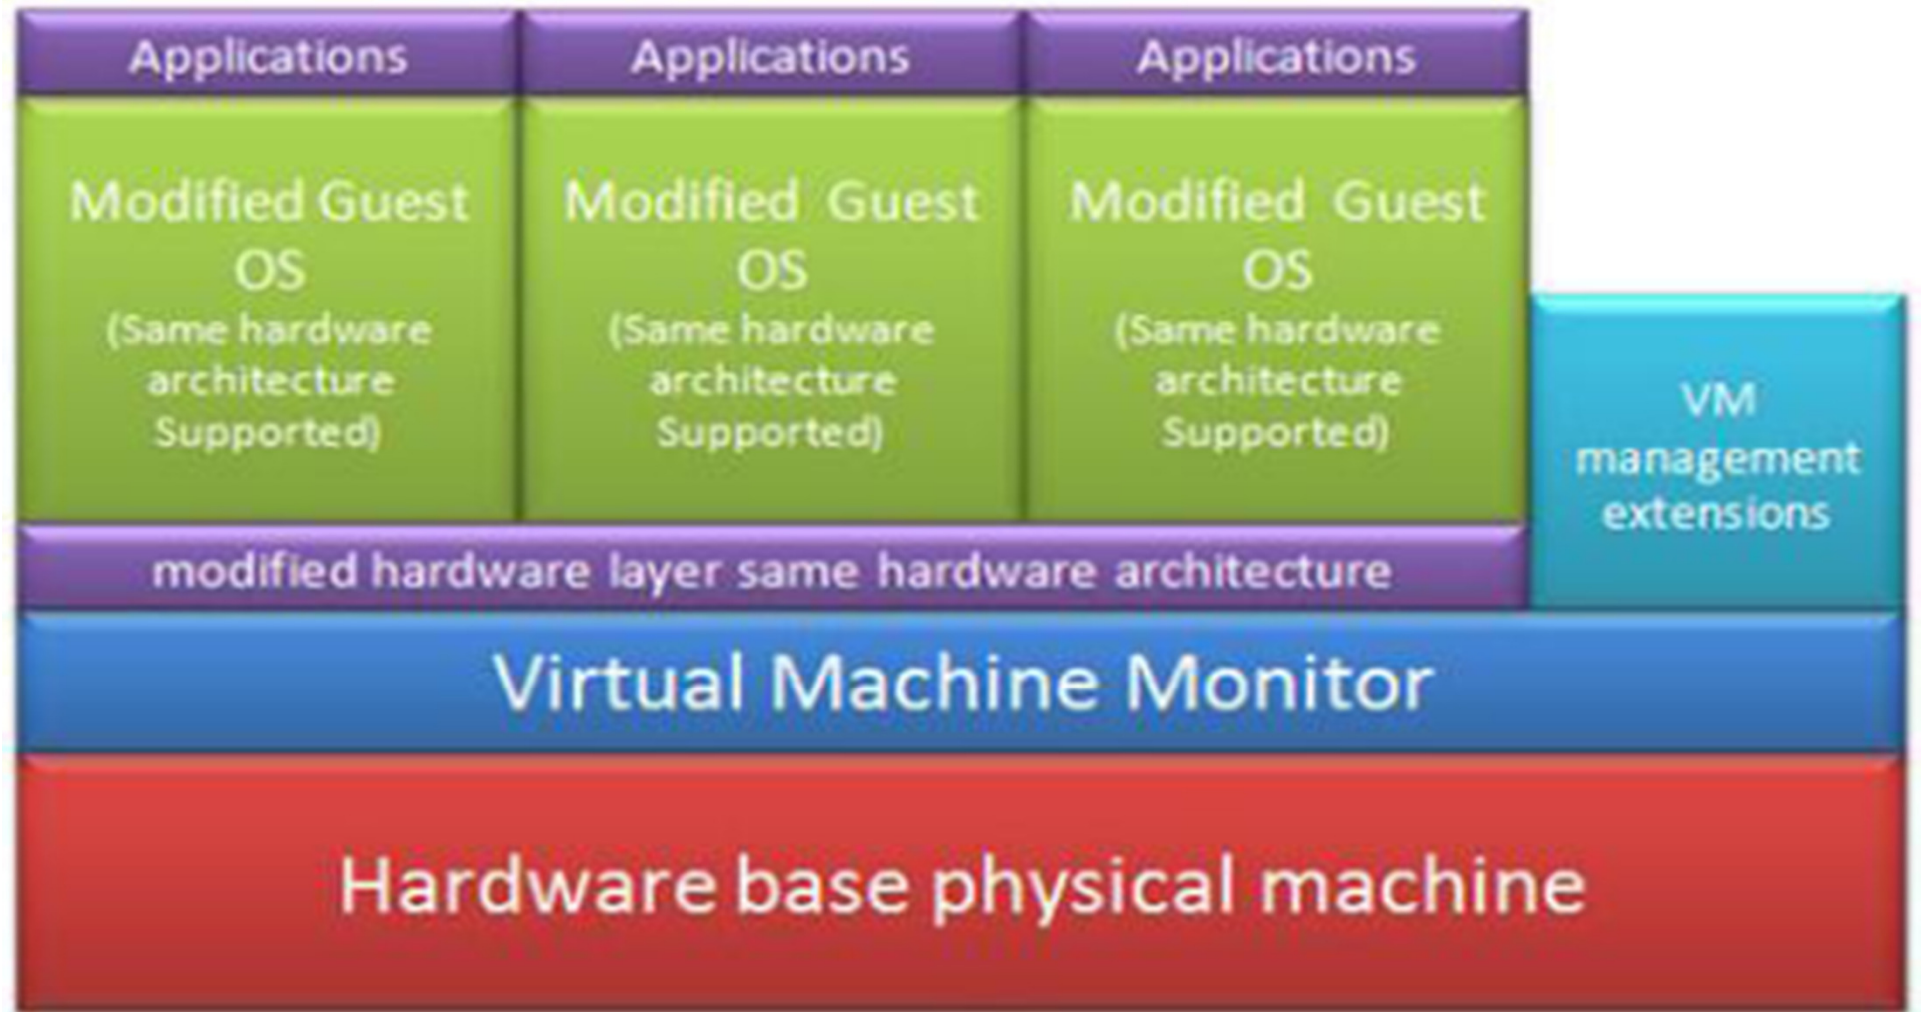 Applications
Applications
Applications
Modified Guest
OS
(Same hardware
architecture
Supported)
Modified Guest
OS
(Same hardware
architecture
Supported)
Modified Guest
OS
(Same hardware
architecture
Supported)
VM
management
extensions
modified hardware layer same hardware architecture
Virtual Machine Monitor
Hardware base physical machine